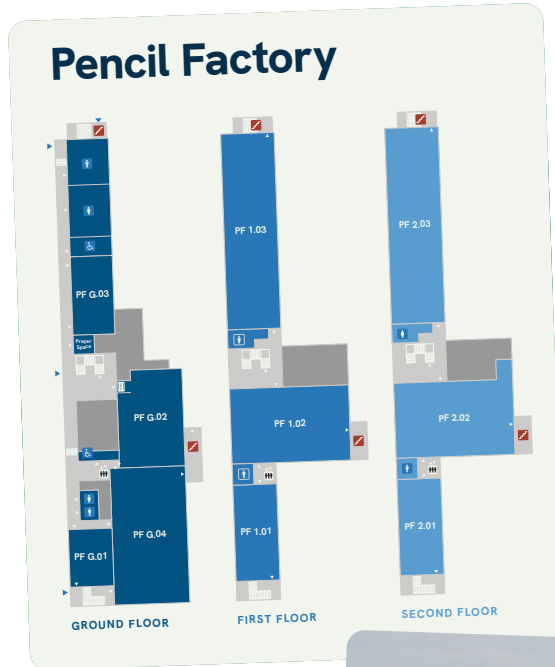 Pencil Factory
PF G.03
Prayer
Space
PF G.02
PF G.04
PF G.01
GROUND FLOOR
PF 1.03
PF 1.02
PF 1.01
FIRST FLOOR
PF 2.03
PF 2.02
PF 2.01
SECOND FLOOR